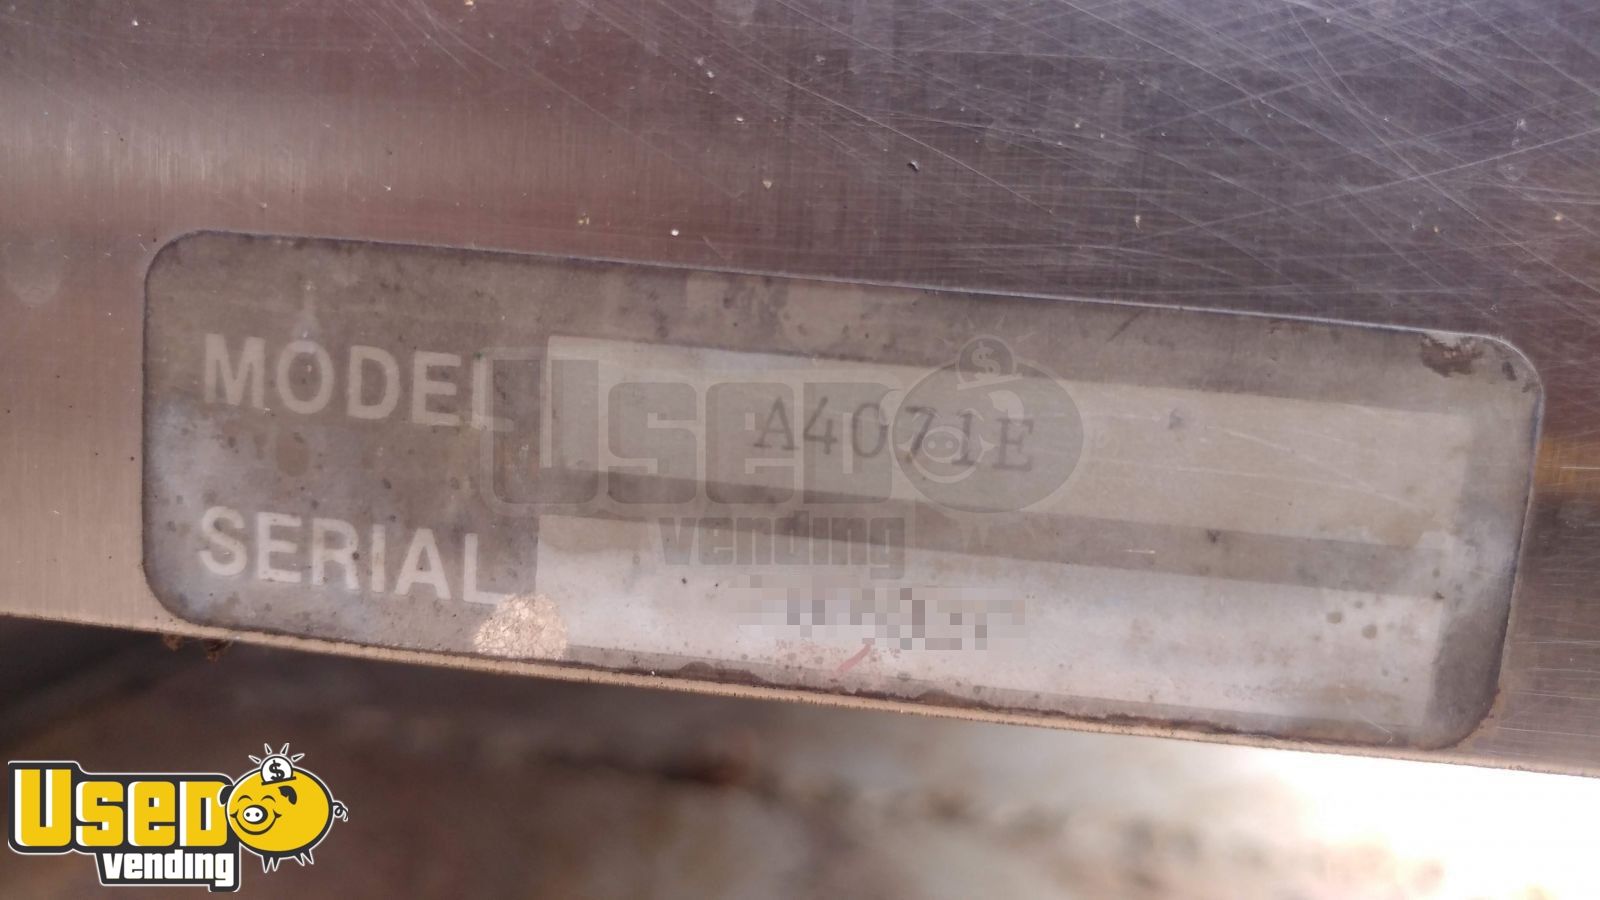 MODEL A4071E
Used
vending
SERIAL
Used
vending